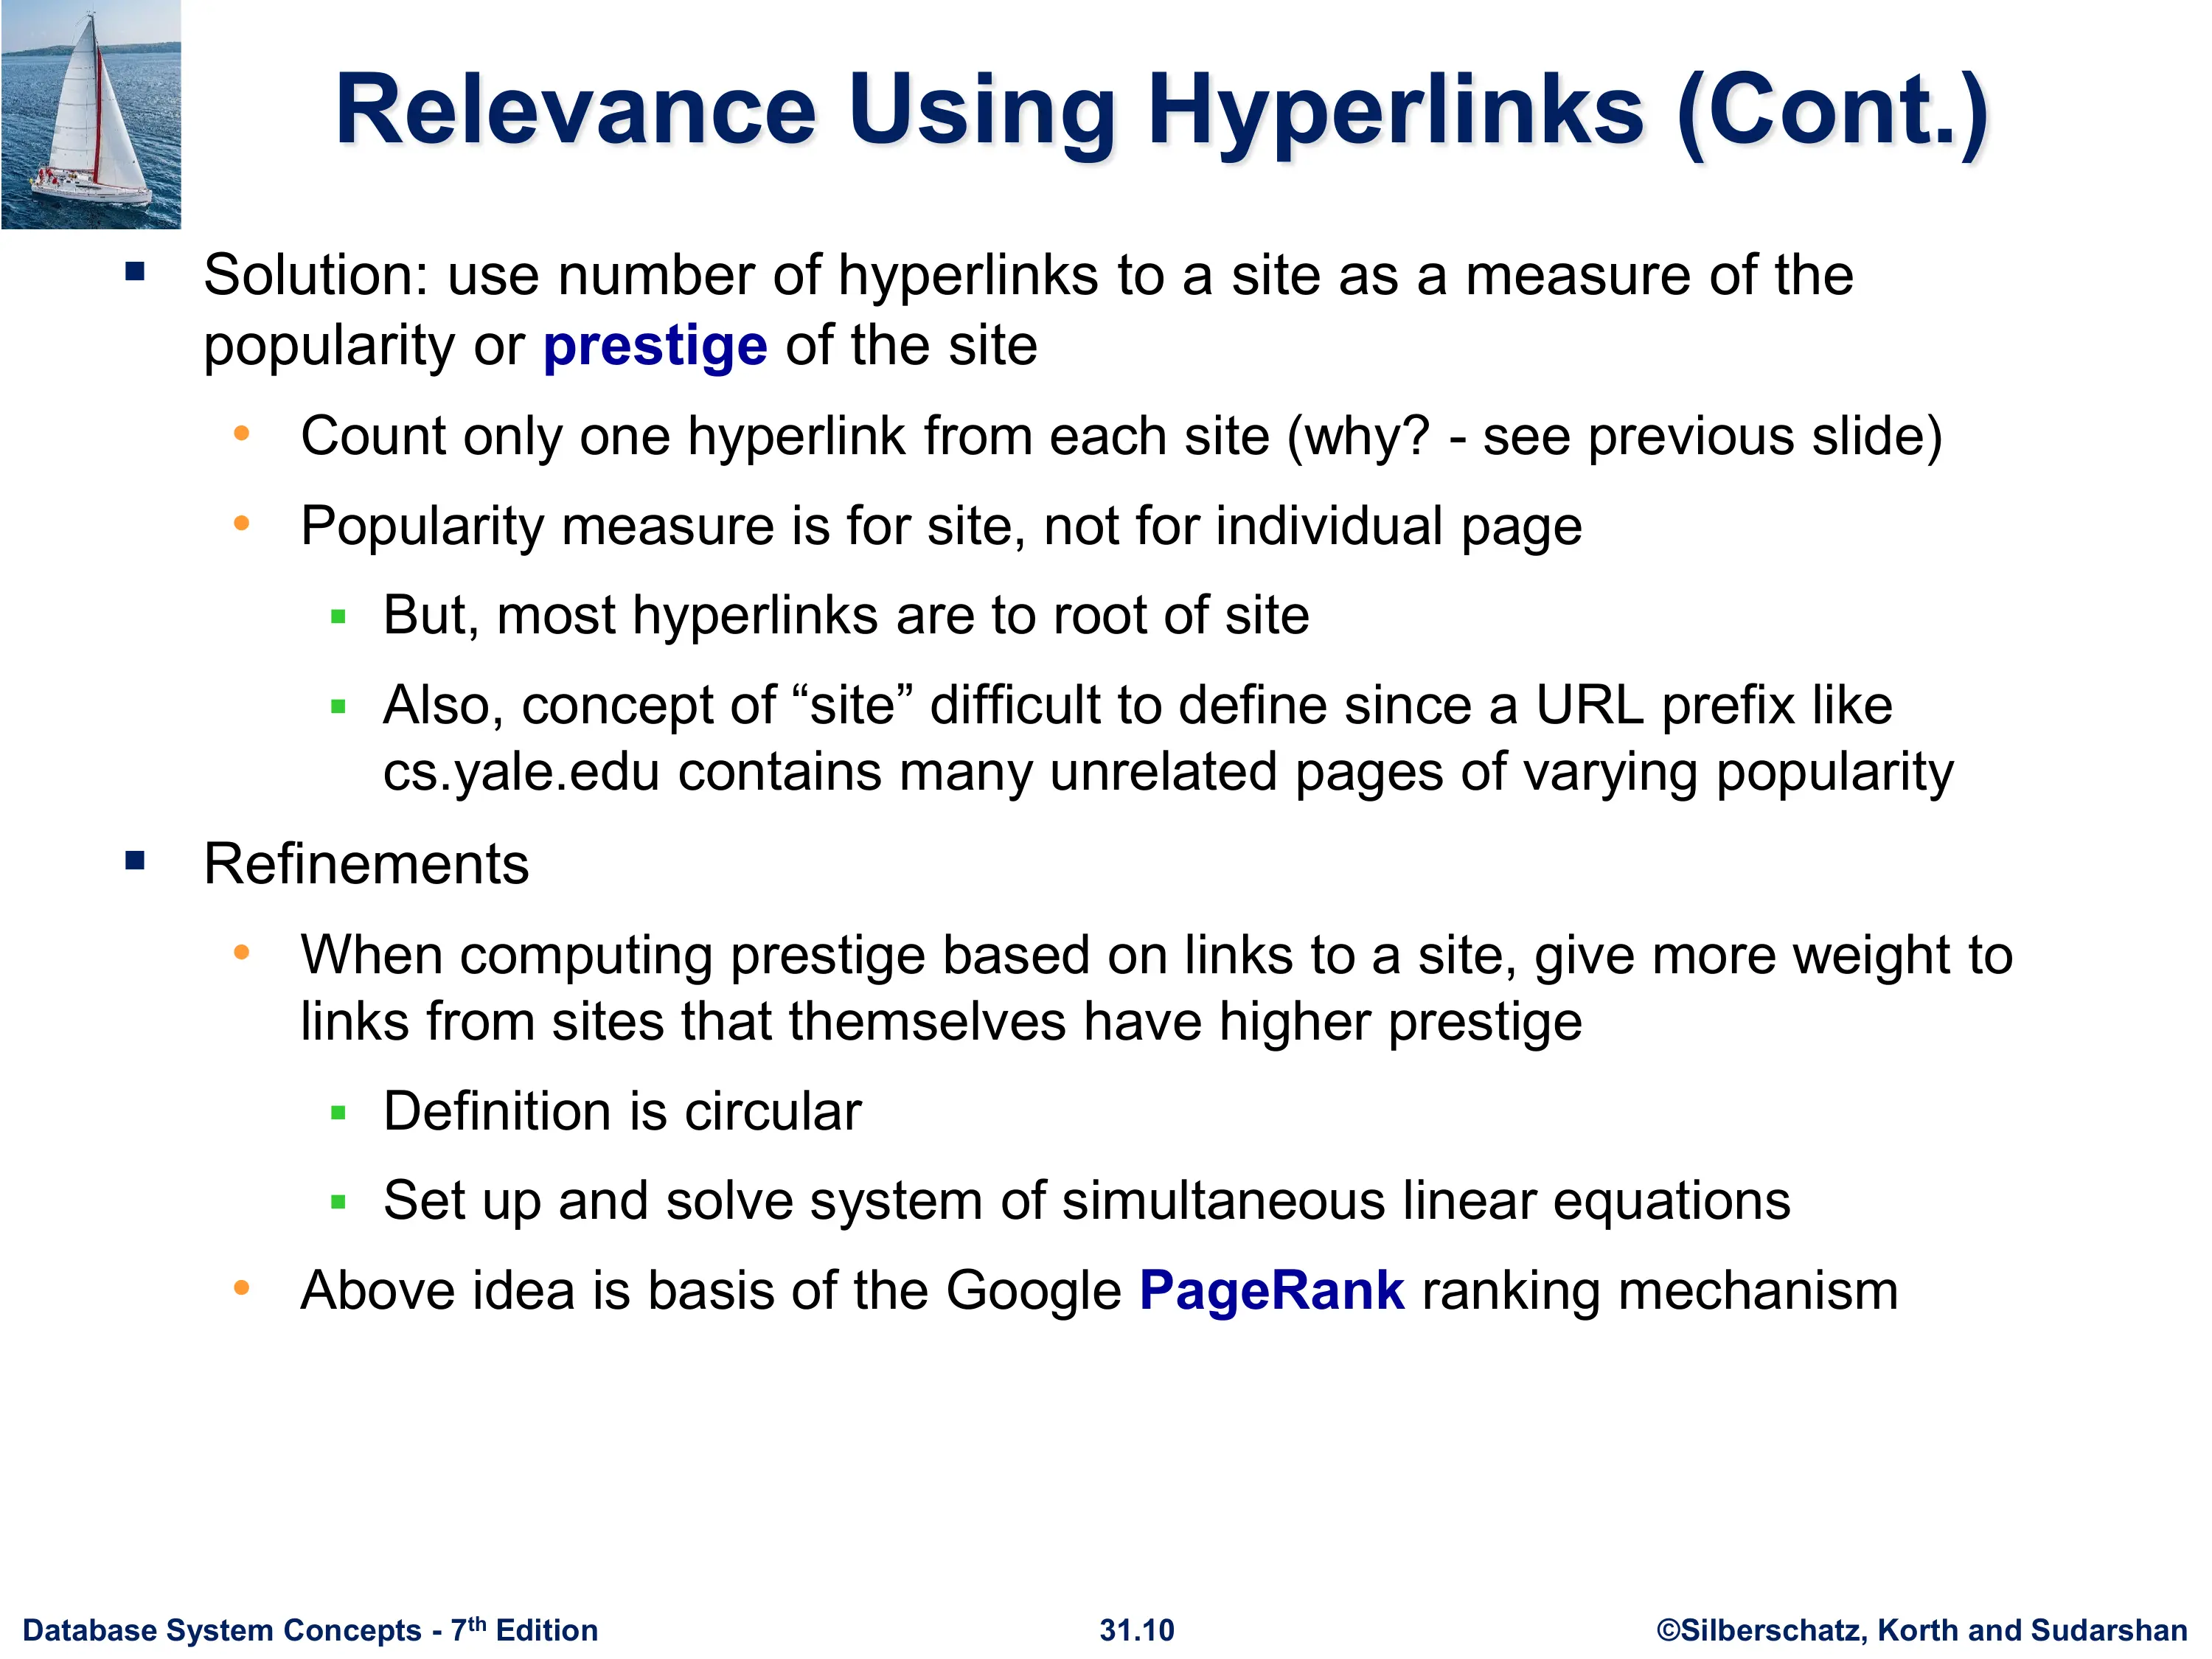 Relevance Using Hyperlinks (Cont.)
▪ Solution: use number of hyperlinks to a site as a measure of the
popularity or prestige of the site
• Count only one hyperlink from each site (why? - see previous slide)
• Popularity measure is for site, not for individual page
▪ But, most hyperlinks are to root of site
▪ Also, concept of “site” difficult to define since a URL prefix like
cs.yale.edu contains many unrelated pages of varying popularity
▪ Refinements
• When computing prestige based on links to a site, give more weight to
links from sites that themselves have higher prestige
▪ Definition is circular
▪ Set up and solve system of simultaneous linear equations
• Above idea is basis of the Google PageRank ranking mechanism
Database System Concepts - 7th Edition
31.10
©Silberschatz, Korth and Sudarshan